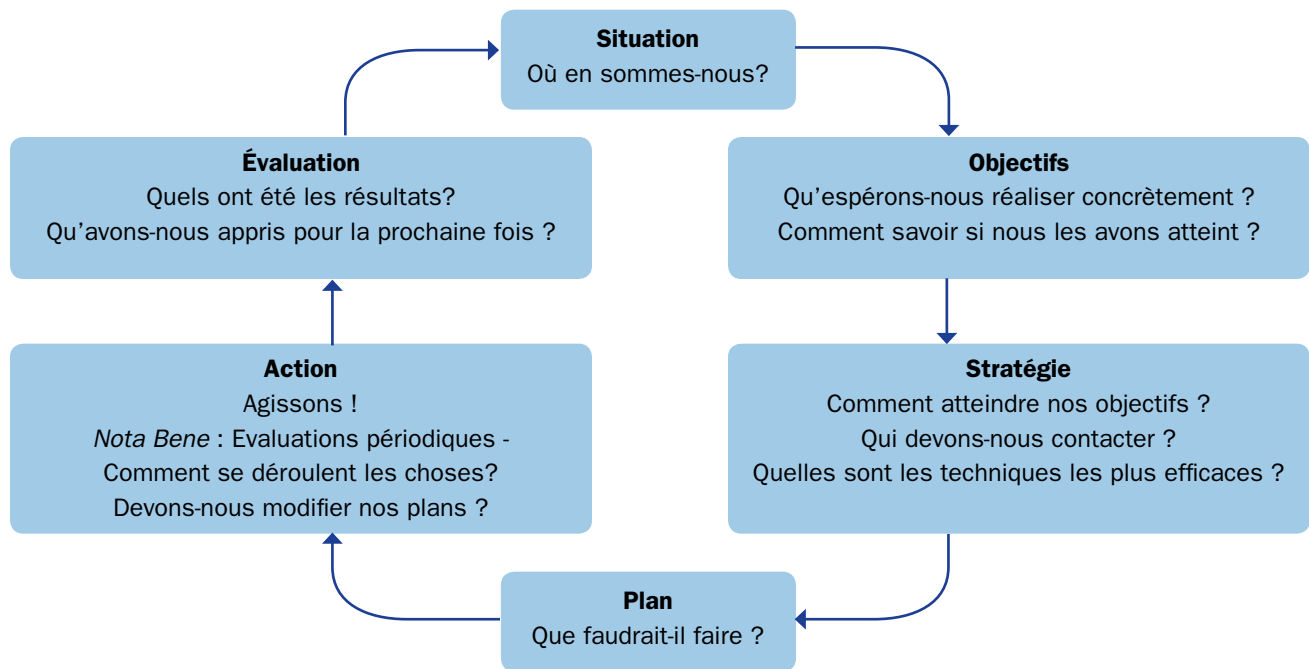 Situation
Où en sommes-nous?
Objectifs
Qu’espérons-nous réaliser concrètement ?
Comment savoir si nous les avons atteint ?
Stratégie
Comment atteindre nos objectifs ?
Qui devons-nous contacter ?
Quelles sont les techniques les plus efficaces ?
Plan
Que faudrait-il faire ?
Action
Agissons !
Nota Bene : Evaluations périodiques -
Comment se déroulent les choses?
Devons-nous modifier nos plans ?
Évaluation
Quels ont été les résultats?
Qu’avons-nous appris pour la prochaine fois ?